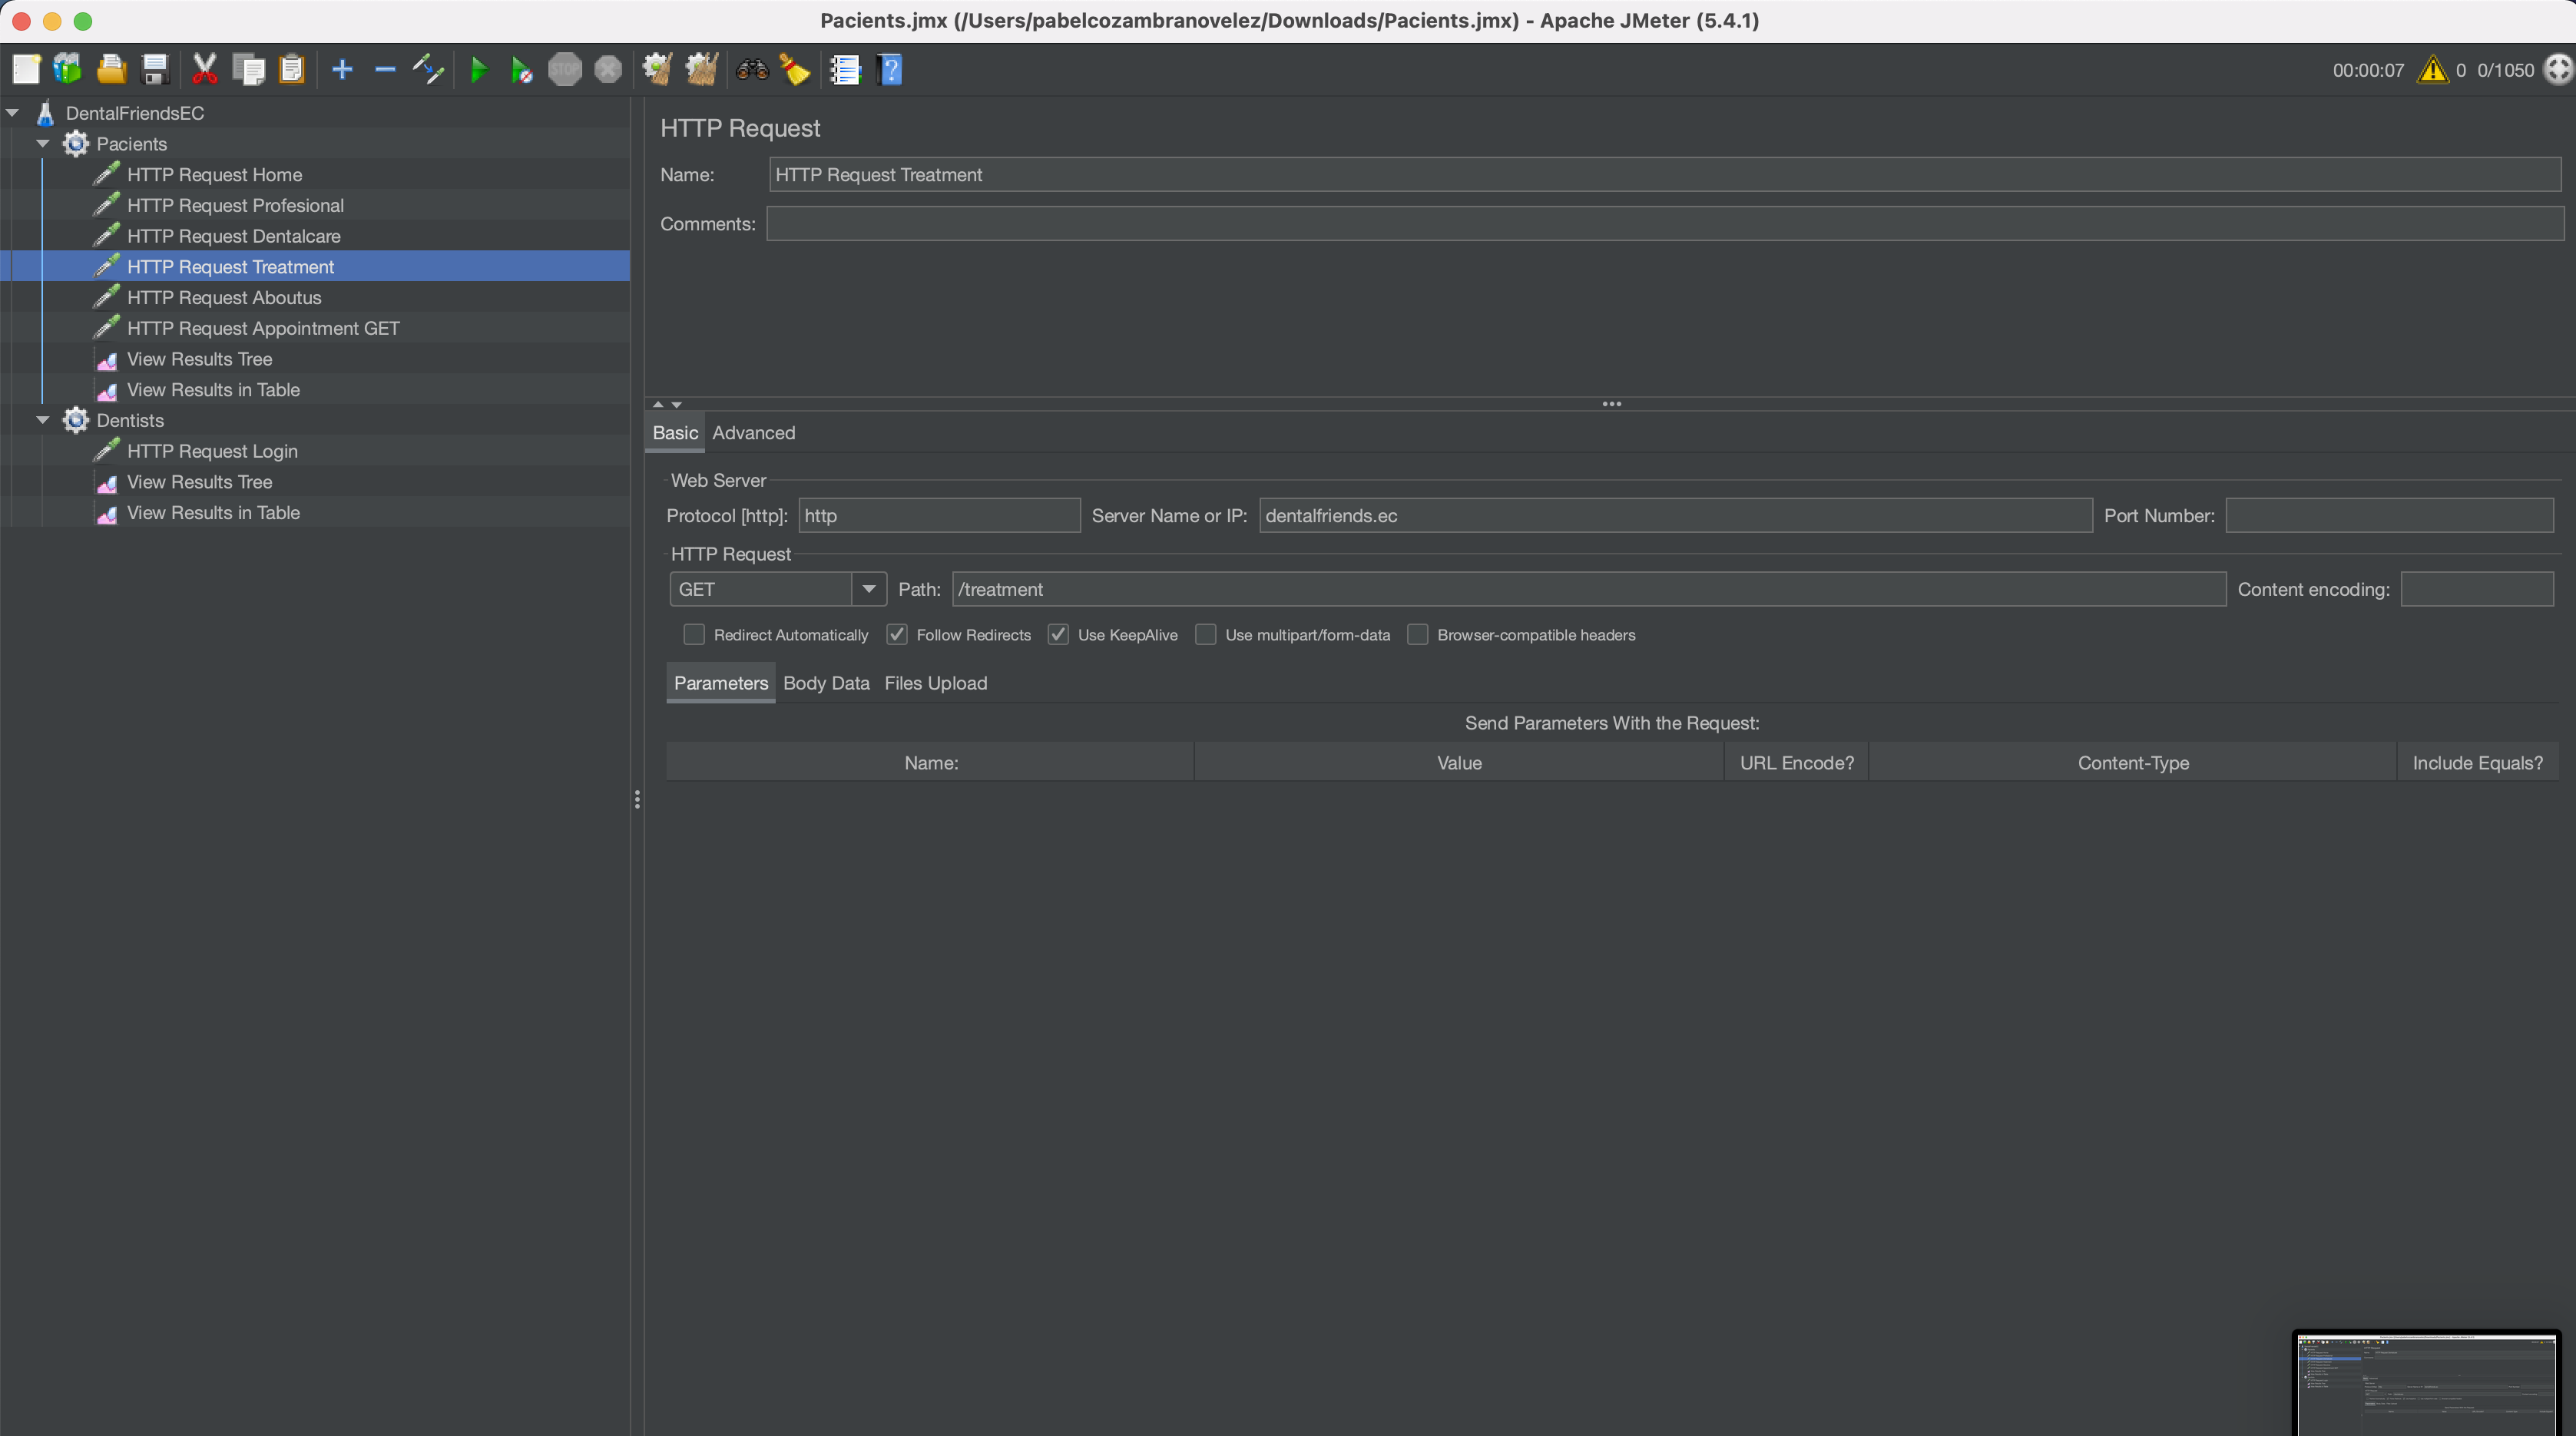 Pacients.jmx (/Users/pabelcozambranovelez/Downloads/Pacients.jmx) - Apache JMeter (5.4.1)
STOP
?
00:00:07 0 0/1050
DentalFriendsEC
Pacients
HTTP Request Home
HTTP Request Profesional
HTTP Request Dentalcare
HTTP Request Treatment
HTTP Request Aboutus
HTTP Request Appointment GET
View Results Tree
View Results in Table
Dentists
HTTP Request Login
View Results Tree
View Results in Table
HTTP Request
Name: HTTP Request Treatment
Comments:
Basic Advanced
Web Server
Protocol [http]: http Server Name or IP: dentalfriends.ec Port Number:
HTTP Request
GET Path: /treatment Content encoding:
Redirect Automatically Follow Redirects Use KeepAlive Use multipart/form-data Browser-compatible headers
Parameters Body Data Files Upload
Send Parameters With the Request:
Name: Value URL Encode? Content-Type Include Equals?